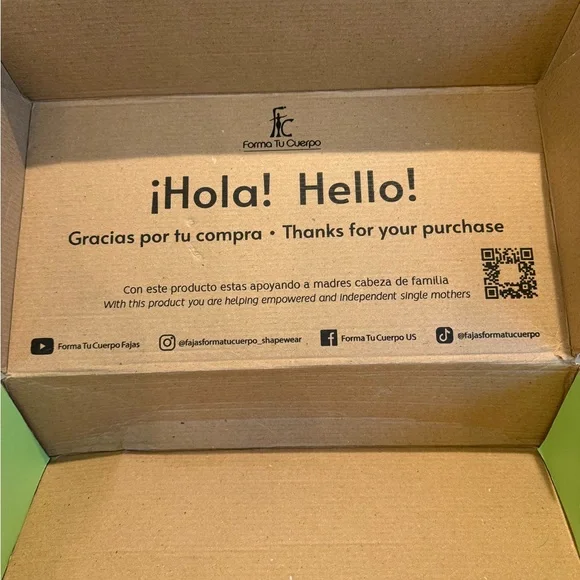 FTC
Forma Tu Cuerpo
¡Hola! Hello!
Gracias por tu compra • Thanks for your purchase
Con este producto estas apoyando a madres cabeza de familia
With this product you are helping empowered and independent single mothers
Forma Tu Cuerpo Fajas @fajasformatucuerpo_shapewear Forma Tu Cuerpo US @fajasformatucuerpo